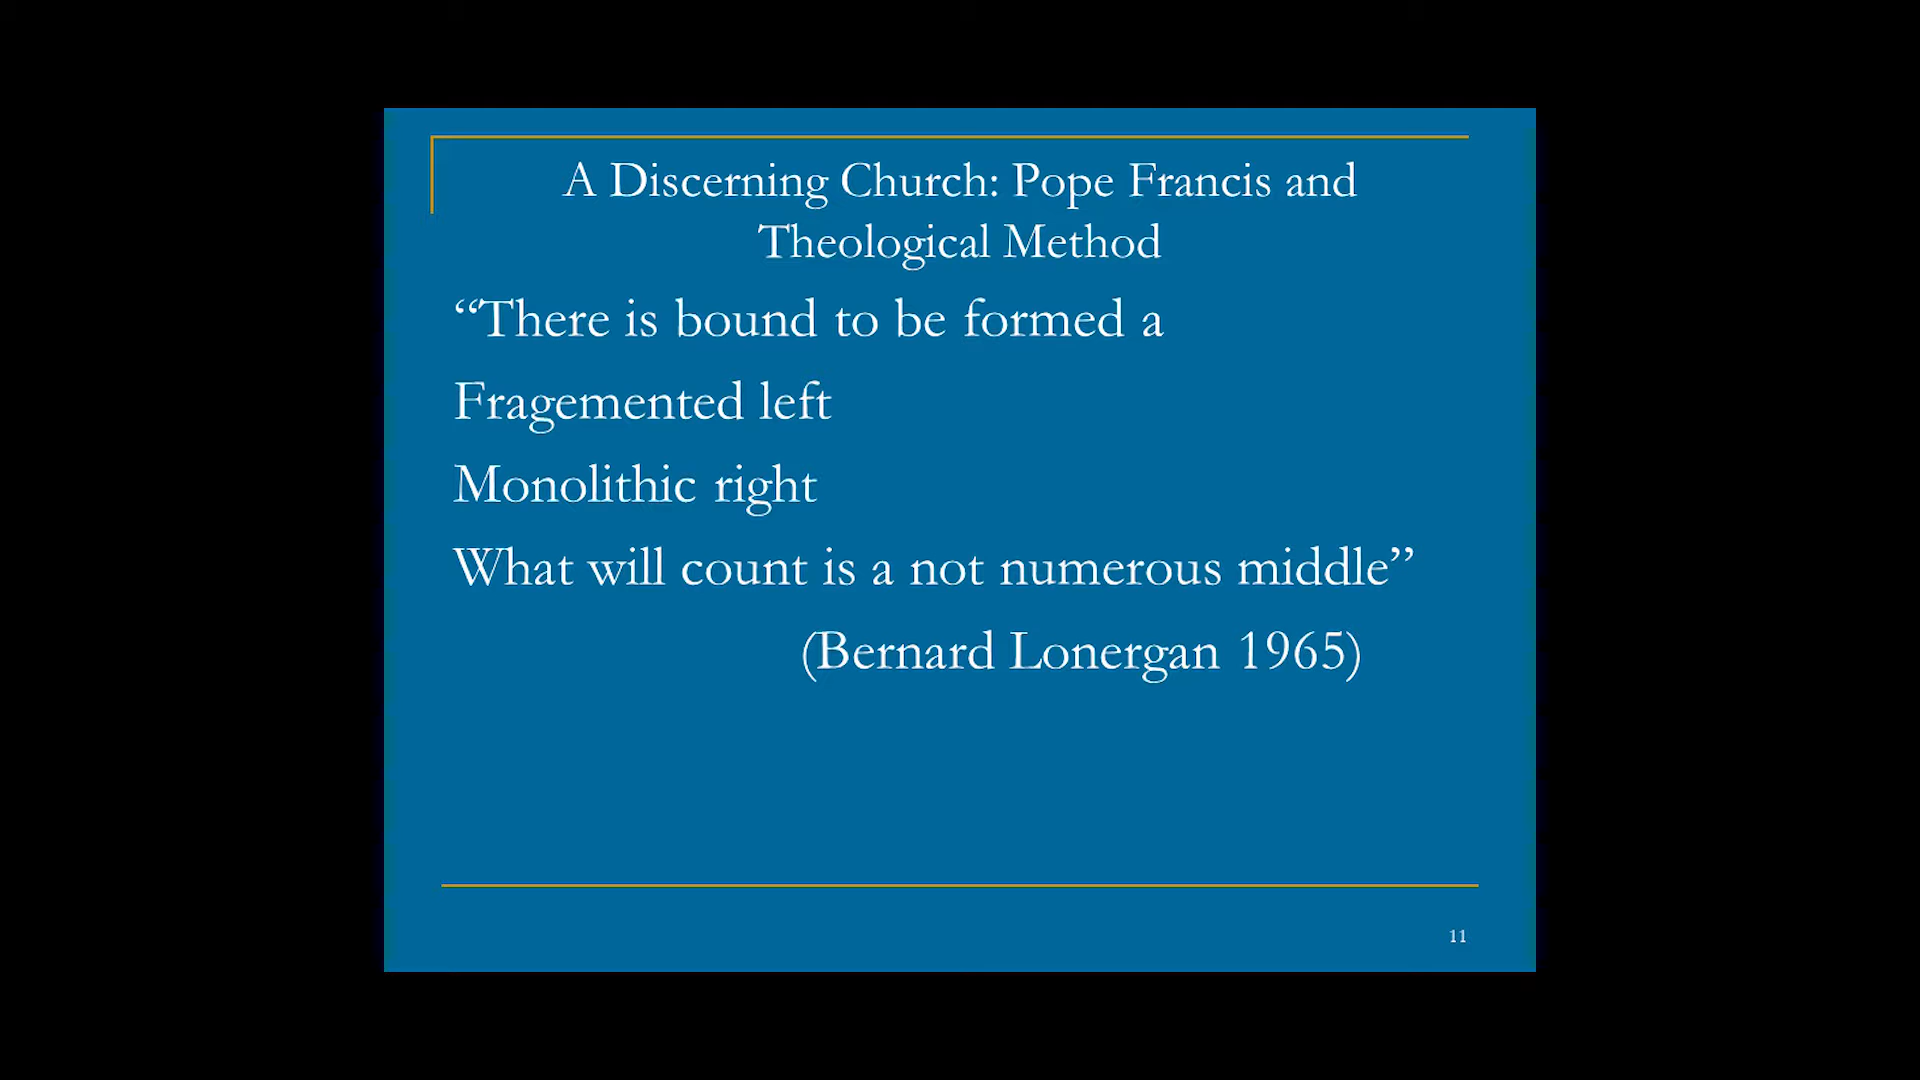 A Discerning Church: Pope Francis and
Theological Method
“There is bound to be formed a
Fragemented left
Monolithic right
What will count is a not numerous middle”
(Bernard Lonergan 1965)
11